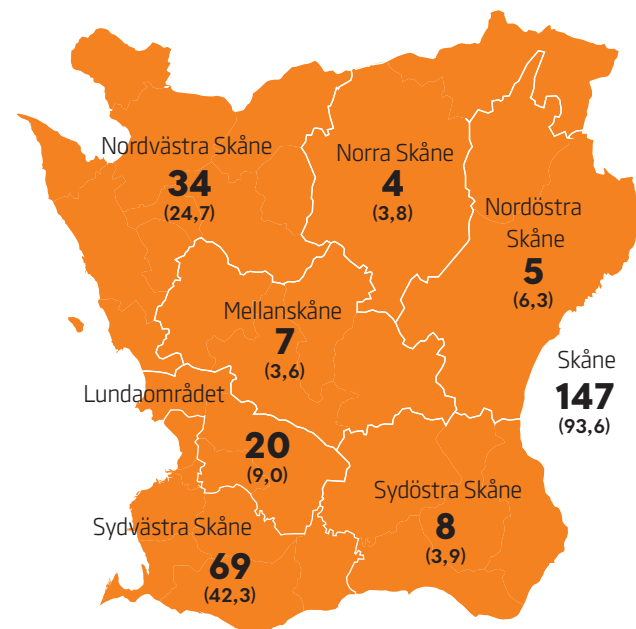 Nordvästra Skåne
34
(24,7)
Norra Skåne
4
(3,8)
Nordöstra
Skåne
5
(6,3)
Mellanskåne
7
(3,6)
Skåne
147
(93,6)
Lundaområdet
20
(9,0)
Sydöstra Skåne
8
(3,9)
Sydvästra Skåne
69
(42,3)